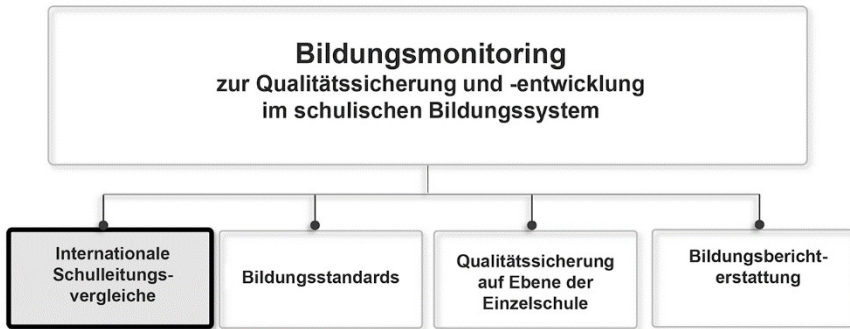 Bildungsmonitoring
zur Qualitätssicherung und -entwicklung
im schulischen Bildungssystem
Internationale
Schulleitungs-
vergleiche
Bildungsstandards
Qualitätssicherung
auf Ebene der
Einzelschule
Bildungsbericht-
erstattung